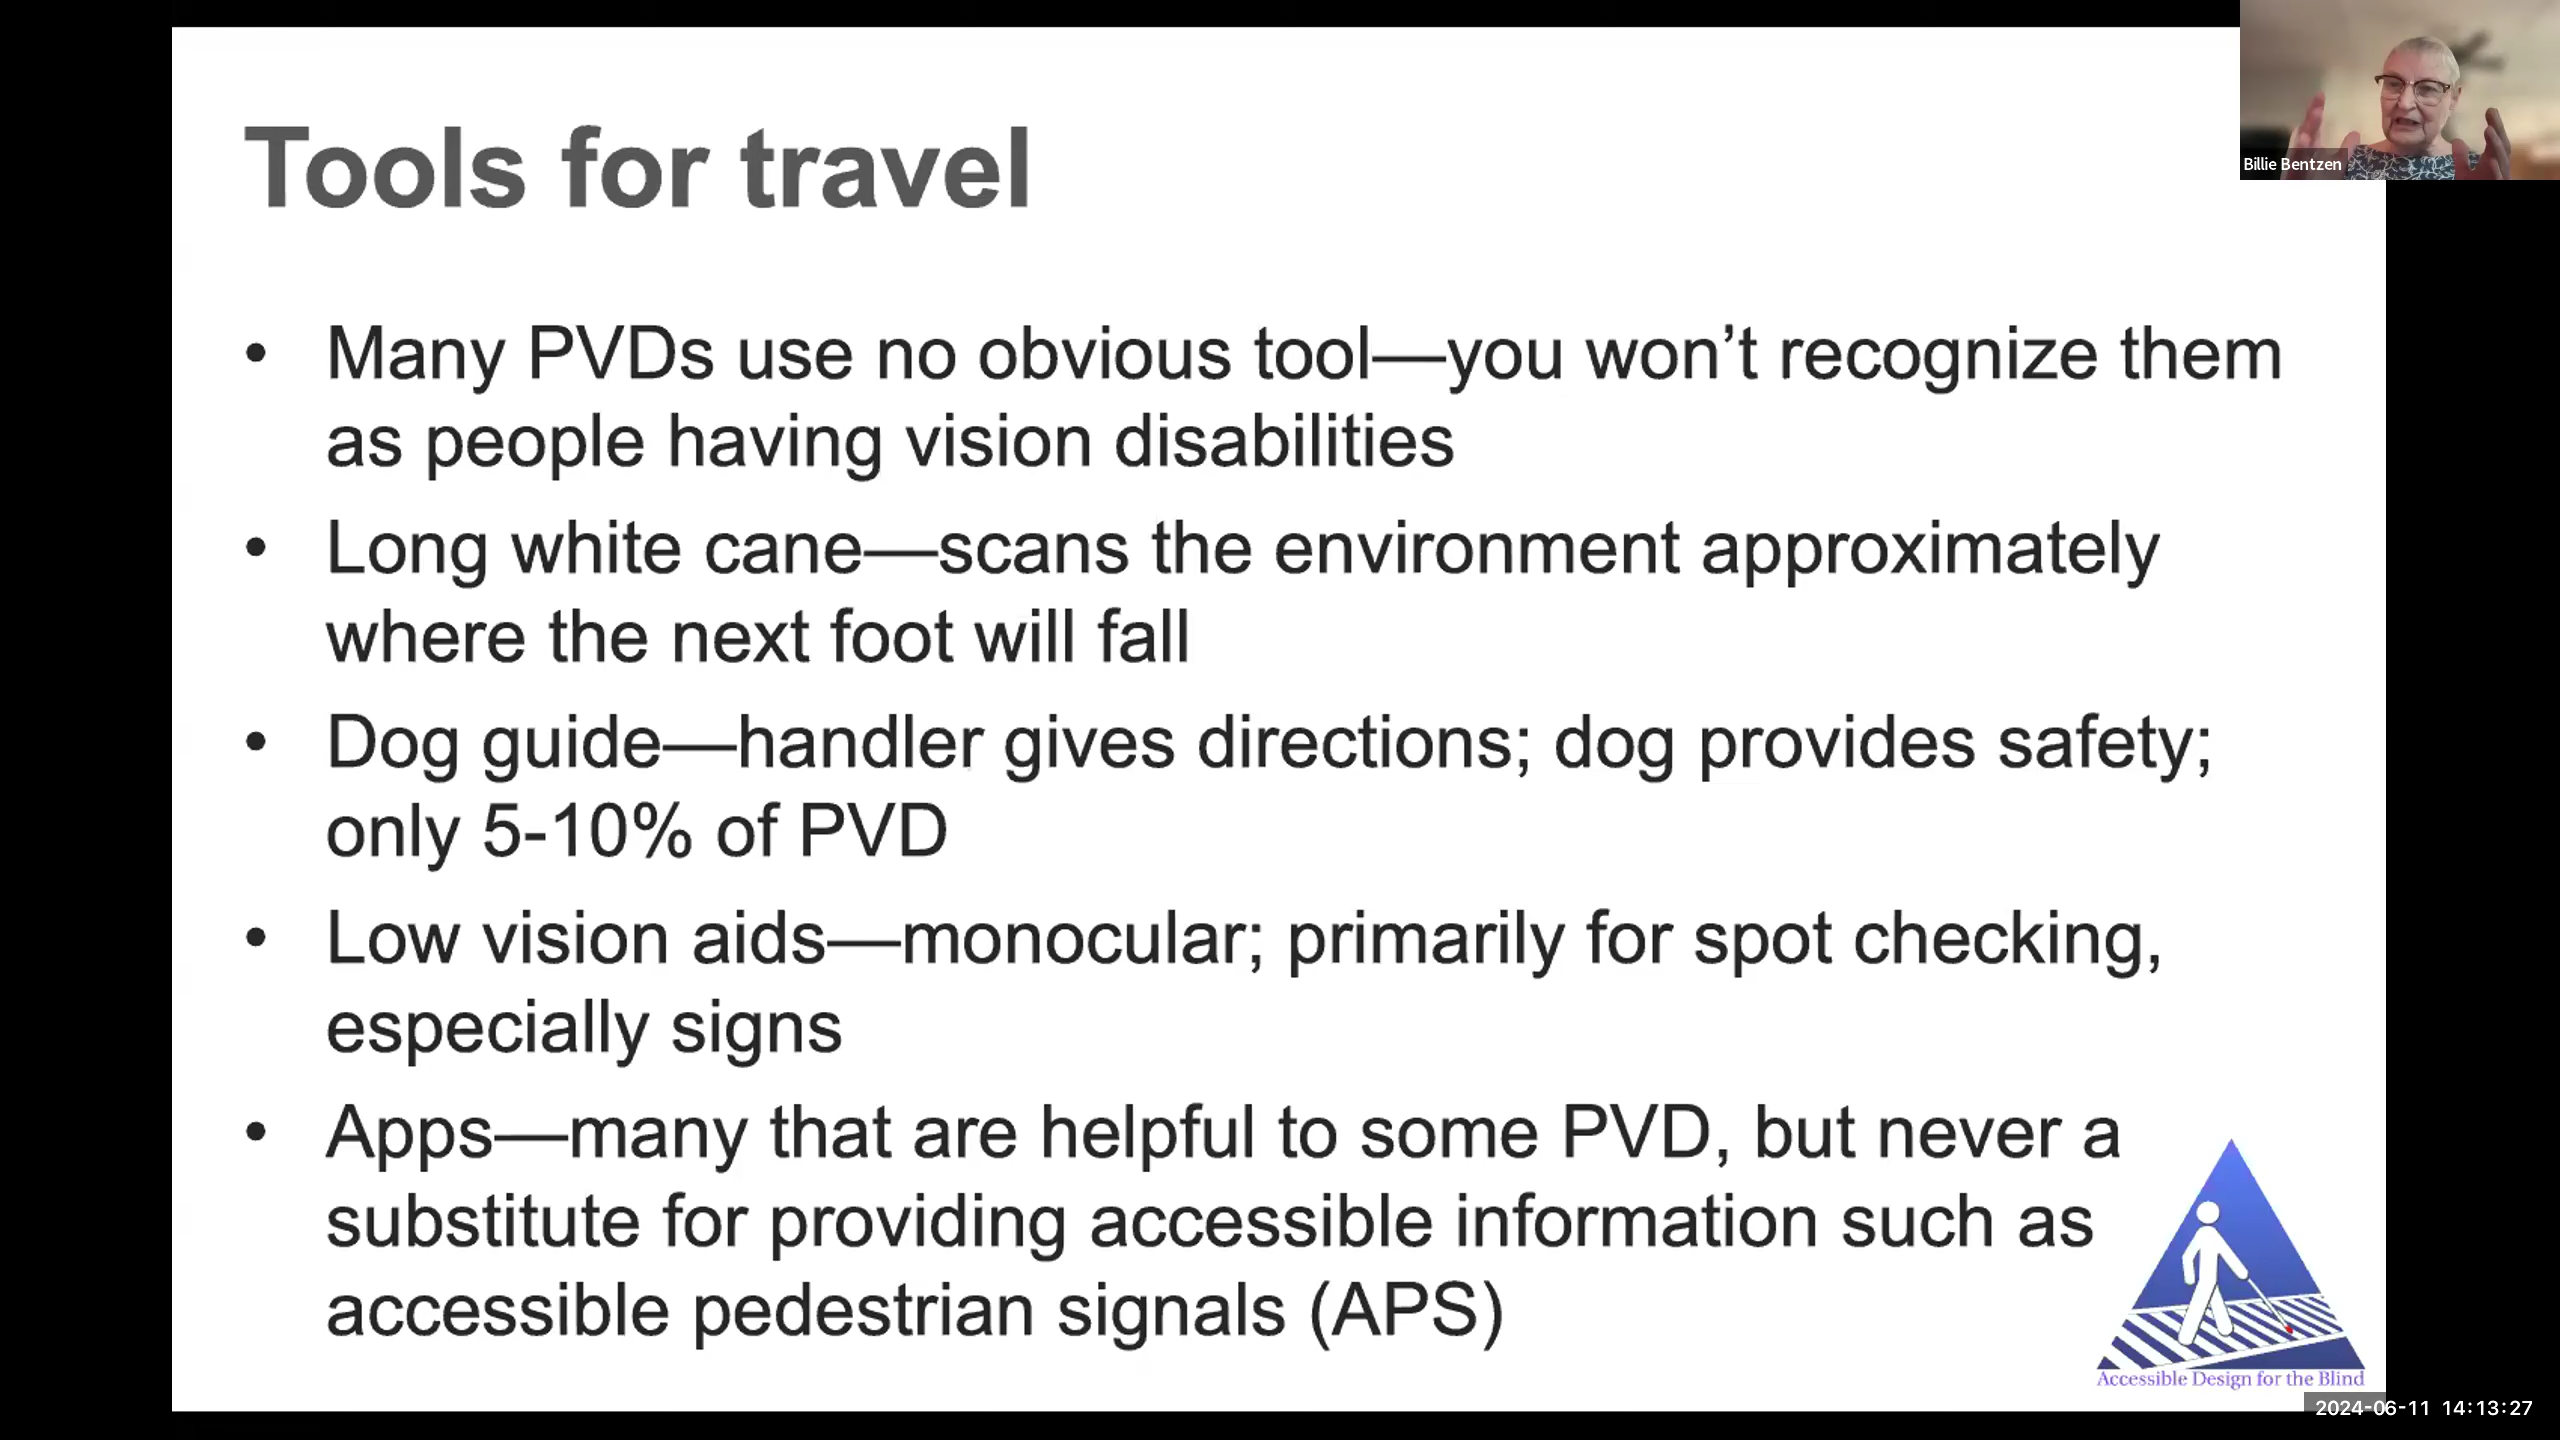 Billie Bentzen
Tools for travel
• Many PVDs use no obvious tool—you won’t recognize them
as people having vision disabilities
• Long white cane—scans the environment approximately
where the next foot will fall
• Dog guide—handler gives directions; dog provides safety;
only 5-10% of PVD
• Low vision aids—monocular; primarily for spot checking,
especially signs
• Apps—many that are helpful to some PVD, but never a
substitute for providing accessible information such as
accessible pedestrian signals (APS)
Accessible Design for the Blind
2024-06-11 14:13:27